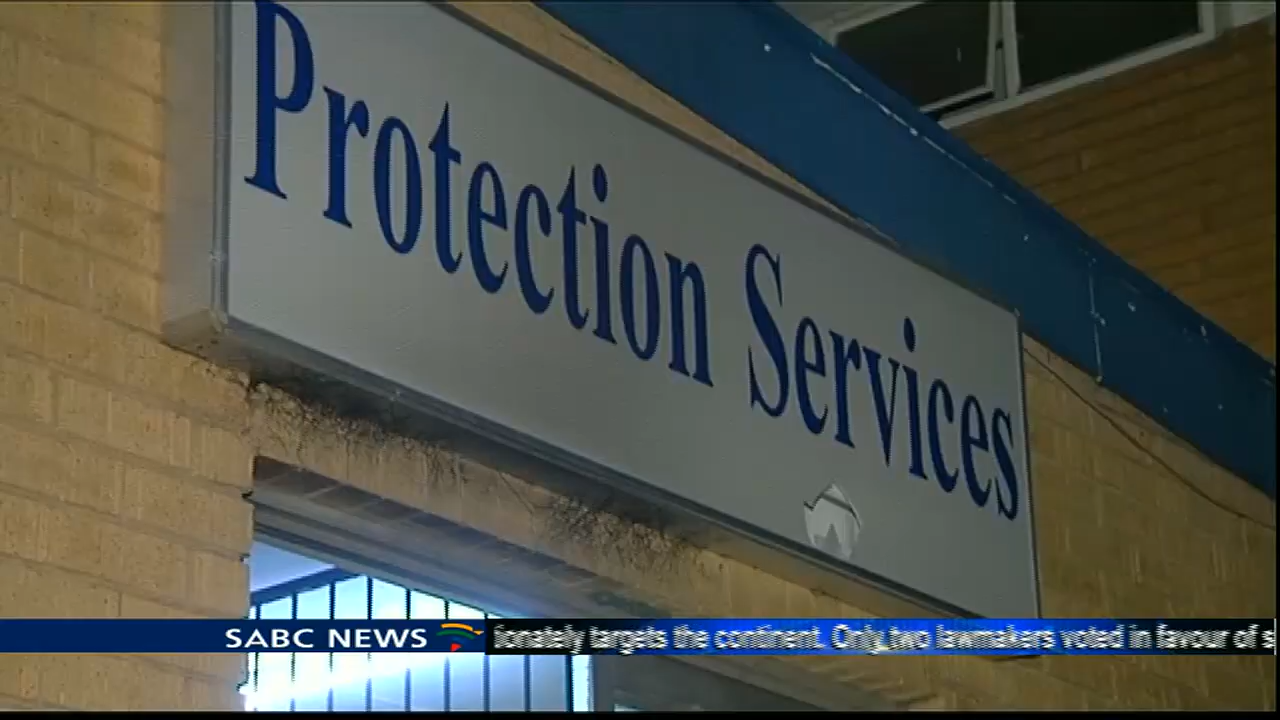 Protection Services
SABC NEWS
ionately targets the continent. Only two lawmakers voted in favour of s